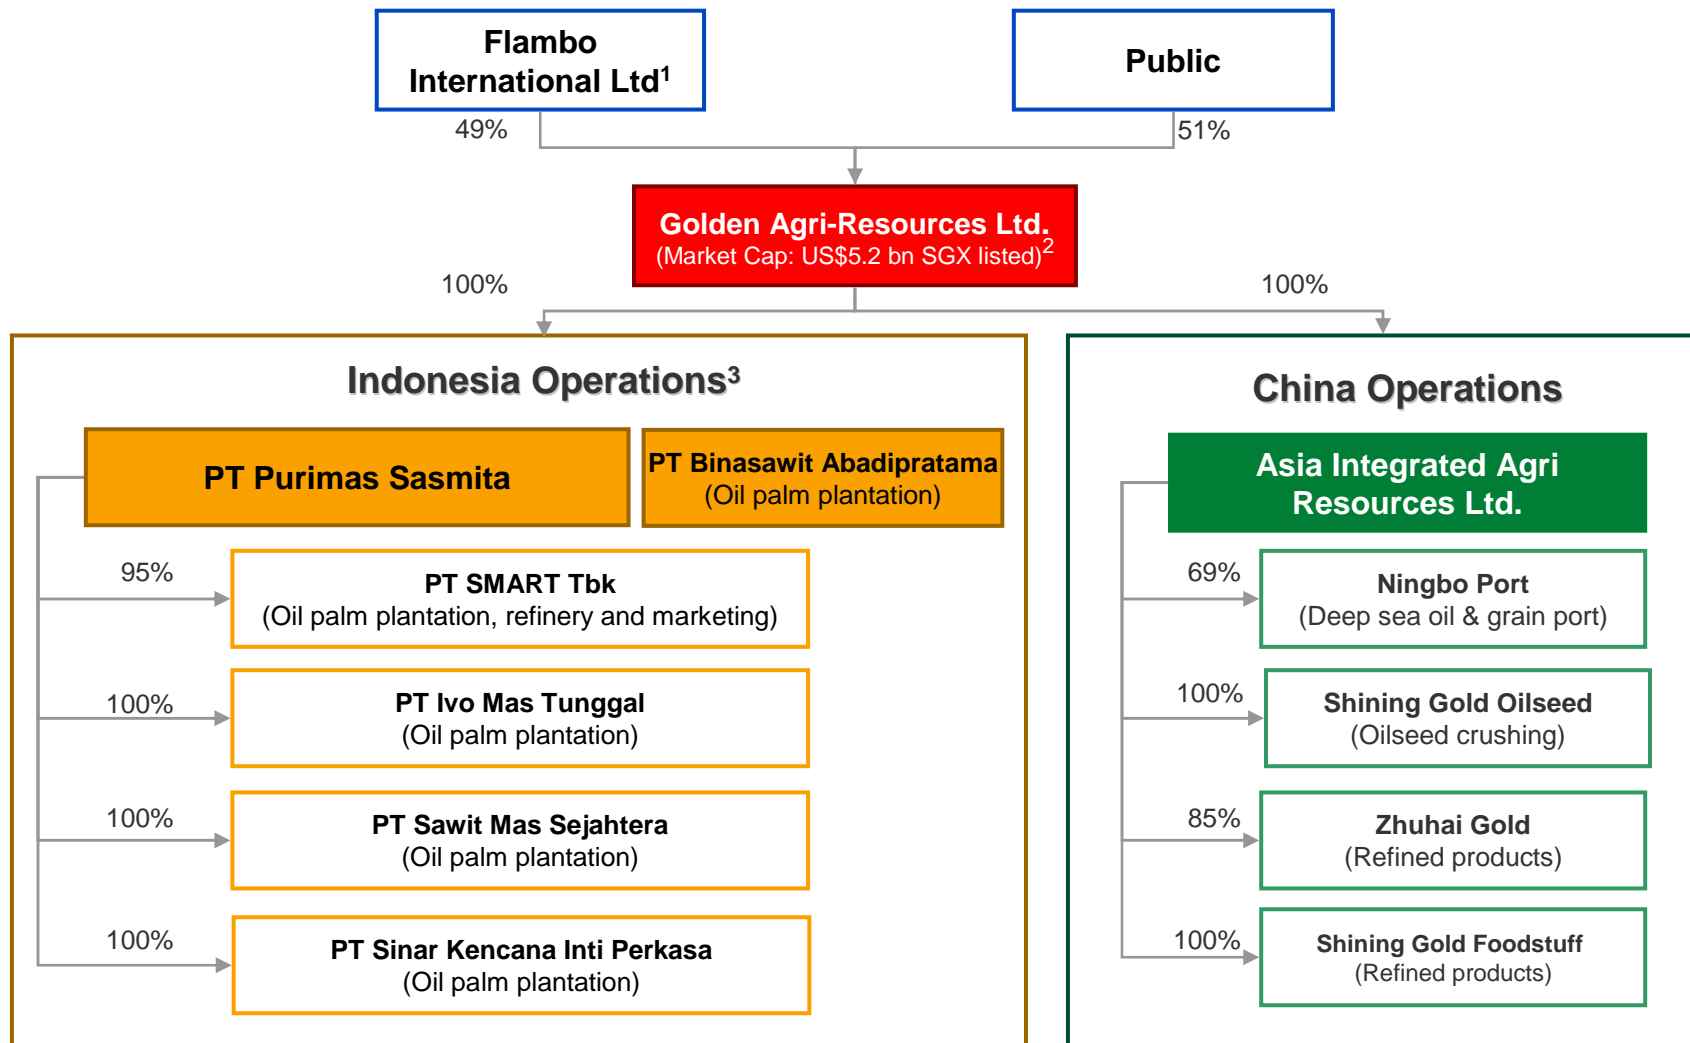 Flambo
International Ltd¹
Public
49%
51%
Golden Agri-Resources Ltd.
(Market Cap: US$5.2 bn SGX listed)²
100%
100%
Indonesia Operations³
PT Purimas Sasmita
PT Binasawit Abadipratama
(Oil palm plantation)
95%
PT SMART Tbk
(Oil palm plantation, refinery and marketing)
100%
PT Ivo Mas Tunggal
(Oil palm plantation)
100%
PT Sawit Mas Sejahtera
(Oil palm plantation)
100%
PT Sinar Kencana Inti Perkasa
(Oil palm plantation)
China Operations
Asia Integrated Agri
Resources Ltd.
69%
Ningbo Port
(Deep sea oil & grain port)
100%
Shining Gold Oilseed
(Oilseed crushing)
85%
Zhuhai Gold
(Refined products)
100%
Shining Gold Foodstuff
(Refined products)